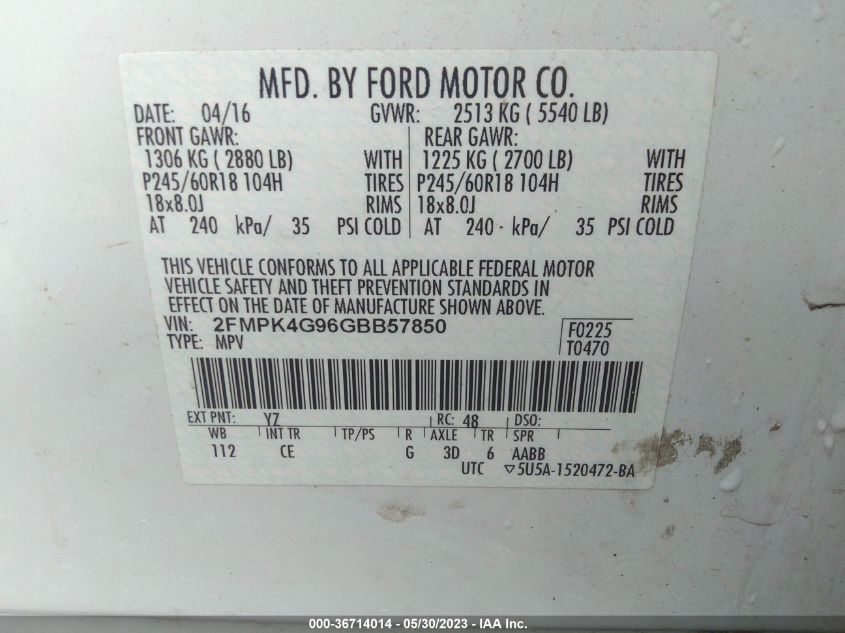 MFD. BY FORD MOTOR CO.
DATE: 04/16 GVWR: 2513 KG ( 5540 LB)
FRONT GAWR: REAR GAWR:
1306 KG ( 2880 LB) WITH 1225 KG ( 2700 LB) WITH
P245/60R18 104H TIRES P245/60R18 104H TIRES
18x8.0J RIMS 18x8.0J RIMS
AT 240 kPa/ 35 PSI COLD AT 240 kPa/ 35 PSI COLD
THIS VEHICLE CONFORMS TO ALL APPLICABLE FEDERAL MOTOR
VEHICLE SAFETY AND THEFT PREVENTION STANDARDS IN
EFFECT ON THE DATE OF MANUFACTURE SHOWN ABOVE.
VIN: 2FMPK4G96GBB57850 F0225
TYPE: MPV T0470
EXT PNT: YZ RC: 48 DSO:
WB INT TR TP/PS R AXLE TR SPR
112 CE G 3D 6 AABB
UTC ▽5U5A-1520472-BA
000-36714014 - 05/30/2023 - IAA Inc.